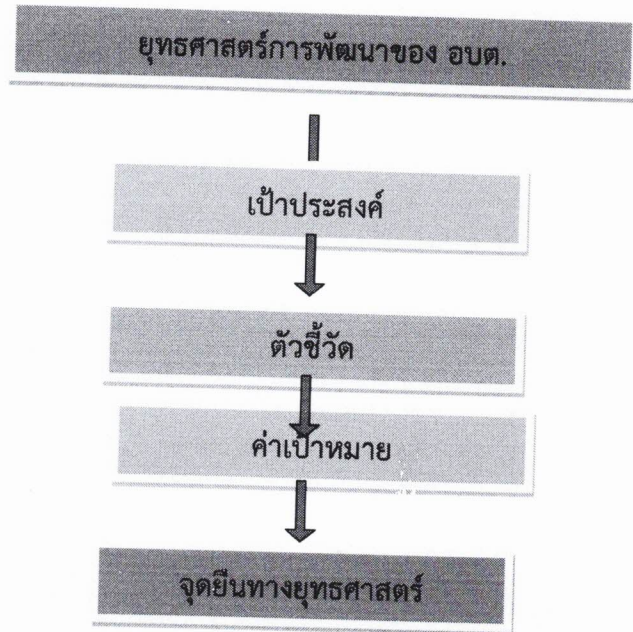 ยุทธศาสตร์การพัฒนาของ อบต.
เป้าประสงค์
ตัวชี้วัด
ค่าเป้าหมาย
จุดยืนทางยุทธศาสตร์